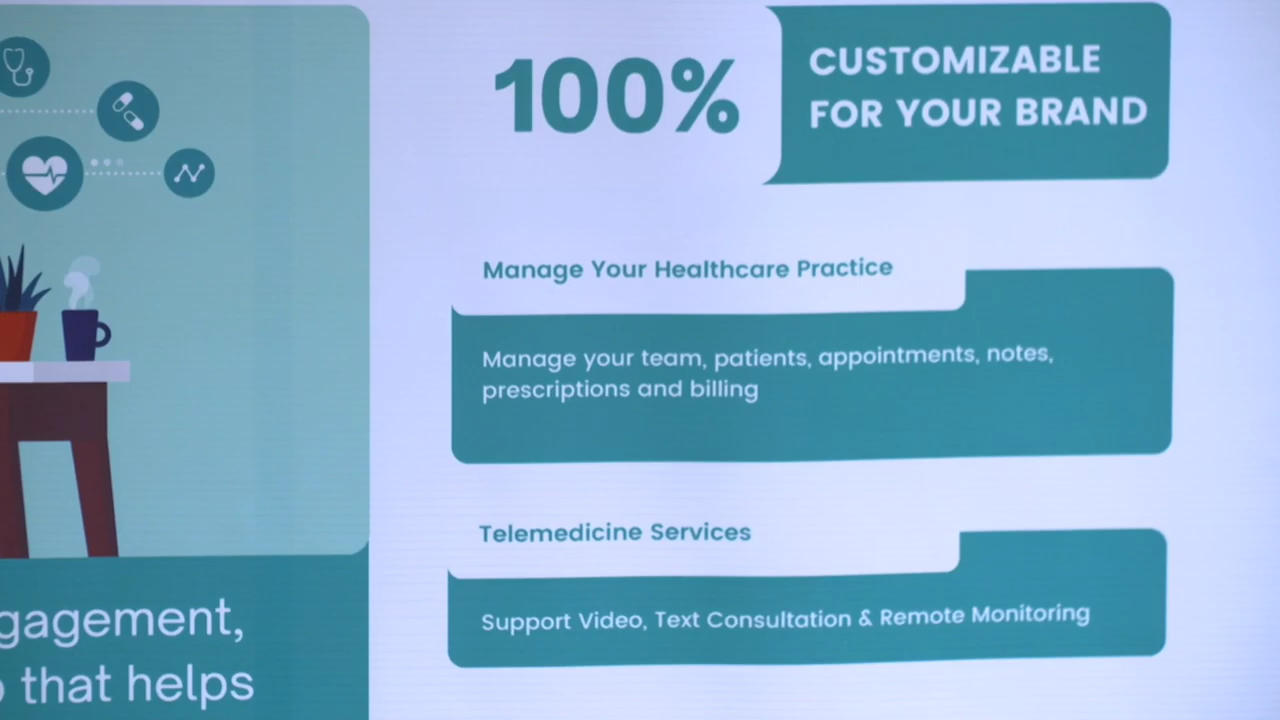 100%
CUSTOMIZABLE
FOR YOUR BRAND
Manage Your Healthcare Practice
Manage your team, patients, appointments, notes,
prescriptions and billing
Telemedicine Services
Support Video, Text Consultation & Remote Monitoring
gagement,
that helps